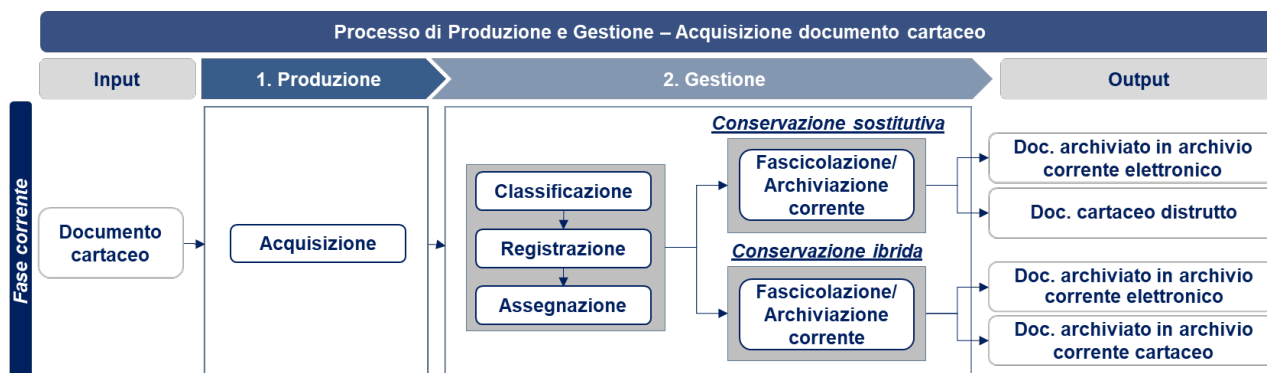 Processo di Produzione e Gestione – Acquisizione documento cartaceo
Input
1. Produzione
2. Gestione
Output
Fase corrente
Documento
cartaceo
Acquisizione
Classificazione
Registrazione
Assegnazione
Conservazione sostitutiva
Fascicolazione/
Archiviazione
corrente
Conservazione ibrida
Fascicolazione/
Archiviazione
corrente
Doc. archiviato in archivio
corrente elettronico
Doc. cartaceo distrutto
Doc. archiviato in archivio
corrente elettronico
Doc. archiviato in archivio
corrente cartaceo